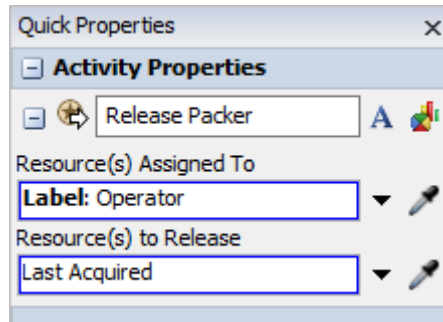 Quick Properties
Activity Properties
Release Packer
Resource(s) Assigned To
Label: Operator
Resource(s) to Release
Last Acquired